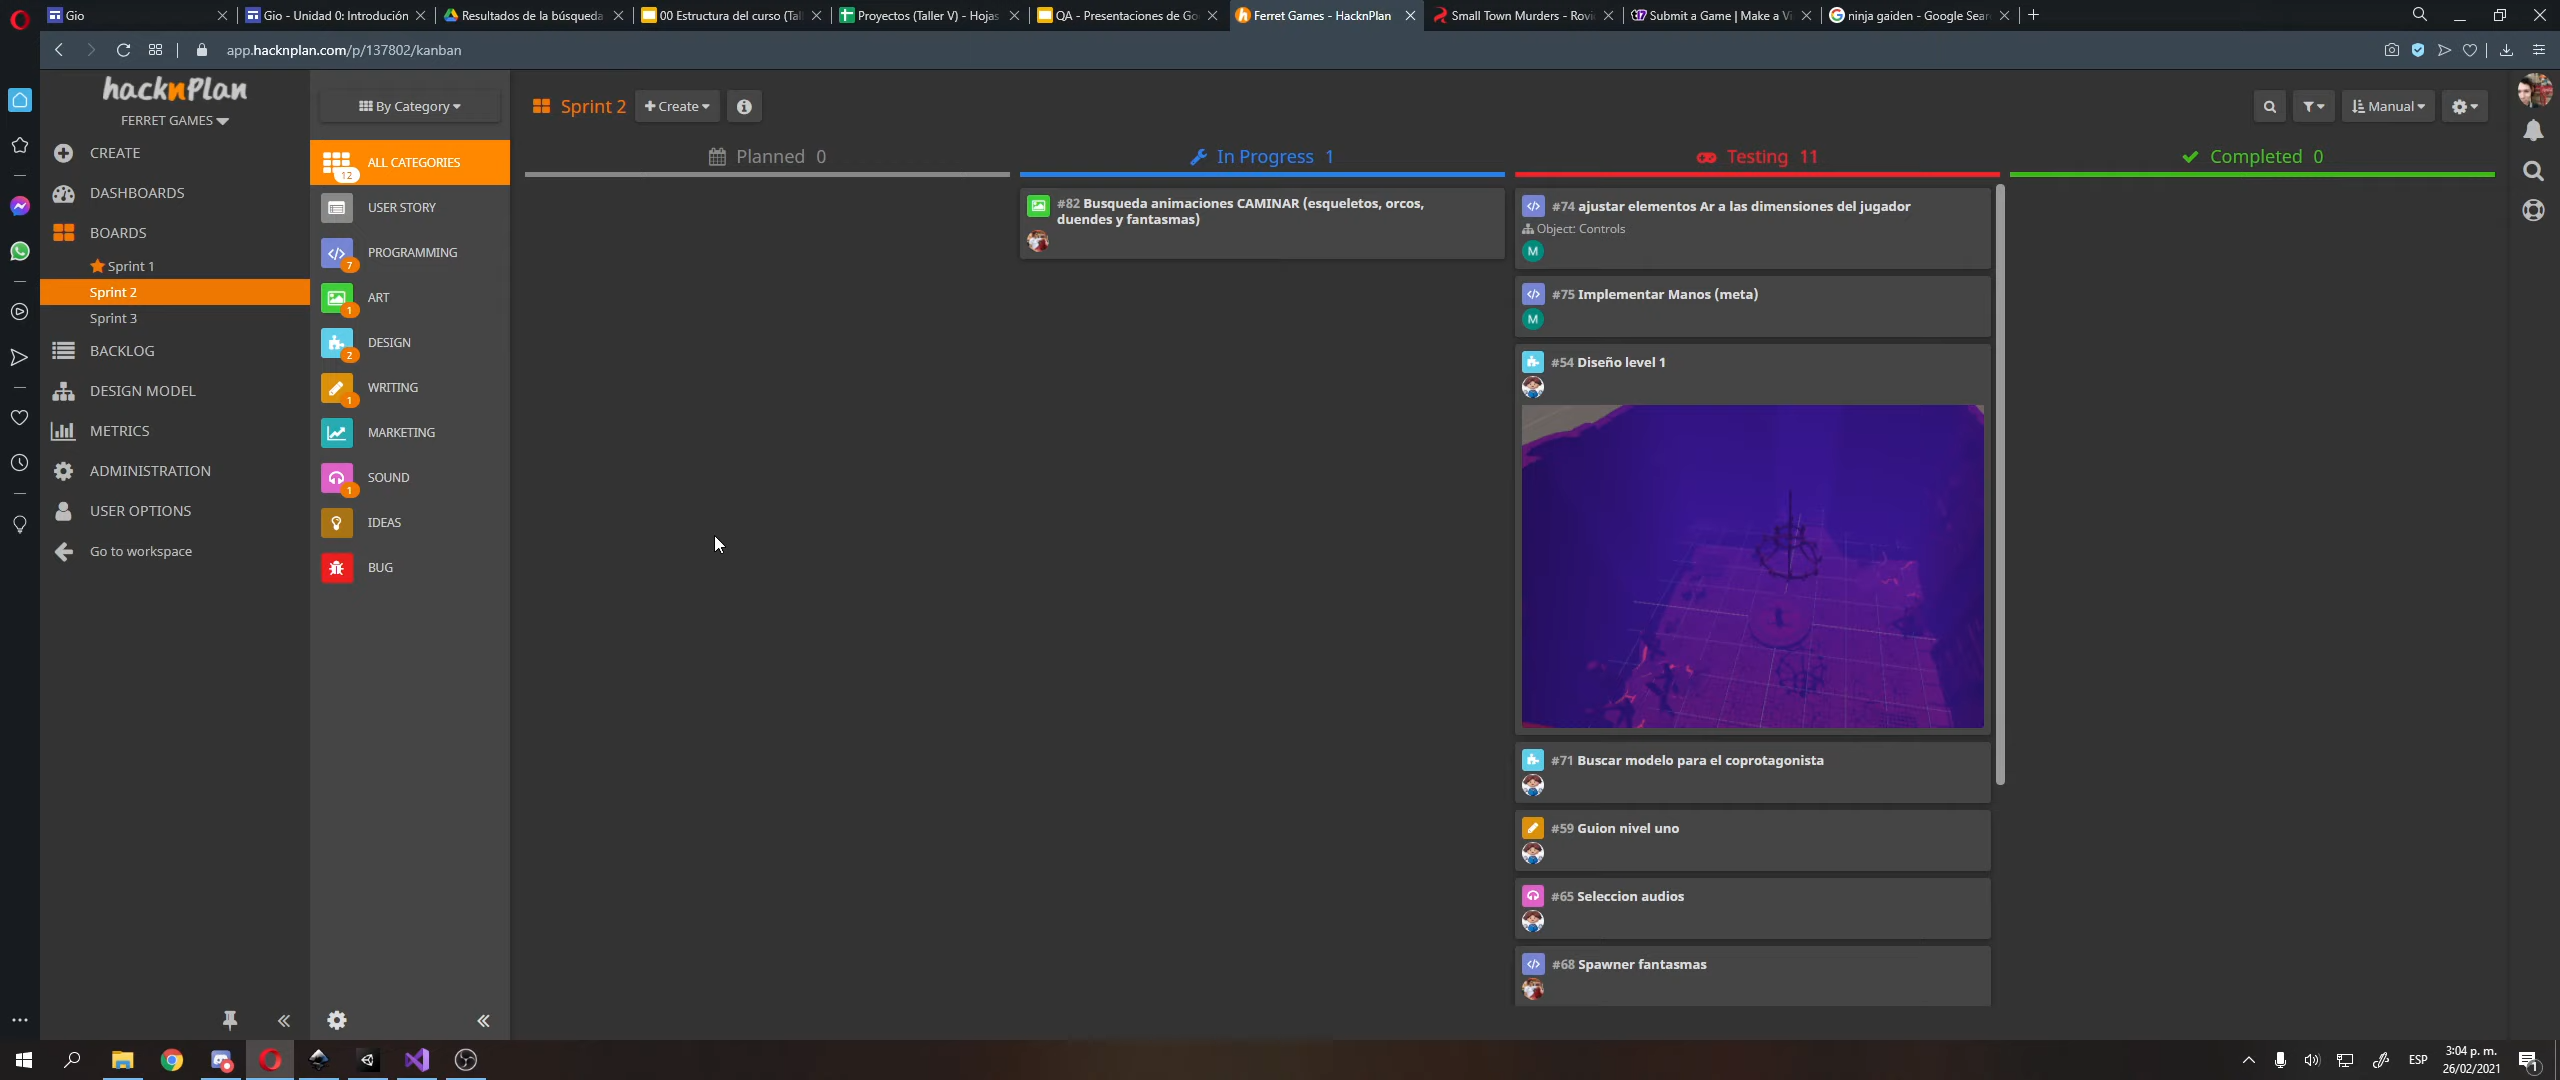 Gio
Gio - Unidad 0: Introducción
Resultados de la búsqueda
00 Estructura del curso (Tal
Proyectos (Taller V) - Hojas
QA - Presentaciones de Go
Ferret Games - HacknPlan
Small Town Murders - Rovi
Submit a Game | Make a Vi
ninja gaiden - Google Sear
app.hacknplan.com/p/137802/kanban
hacknPlan
FERRET GAMES
CREATE
DASHBOARDS
BOARDS
Sprint 1
Sprint 2
Sprint 3
BACKLOG
DESIGN MODEL
METRICS
ADMINISTRATION
USER OPTIONS
Go to workspace
By Category
ALL CATEGORIES
12
USER STORY
PROGRAMMING
7
ART
1
DESIGN
2
WRITING
1
MARKETING
SOUND
1
IDEAS
BUG
Sprint 2
+ Create
Manual
Planned 0
In Progress 1
#82 Busqueda animaciones CAMINAR (esqueletos, orcos,
duendes y fantasmas)
Testing 11
#74 ajustar elementos Ar a las dimensiones del jugador
Object: Controls
M
#75 Implementar Manos (meta)
M
#54 Diseño level 1
#71 Buscar modelo para el coprotagonista
#59 Guion nivel uno
#65 Seleccion audios
#68 Spawner fantasmas
Completed 0
ESP
3:04 p. m.
26/02/2021
1